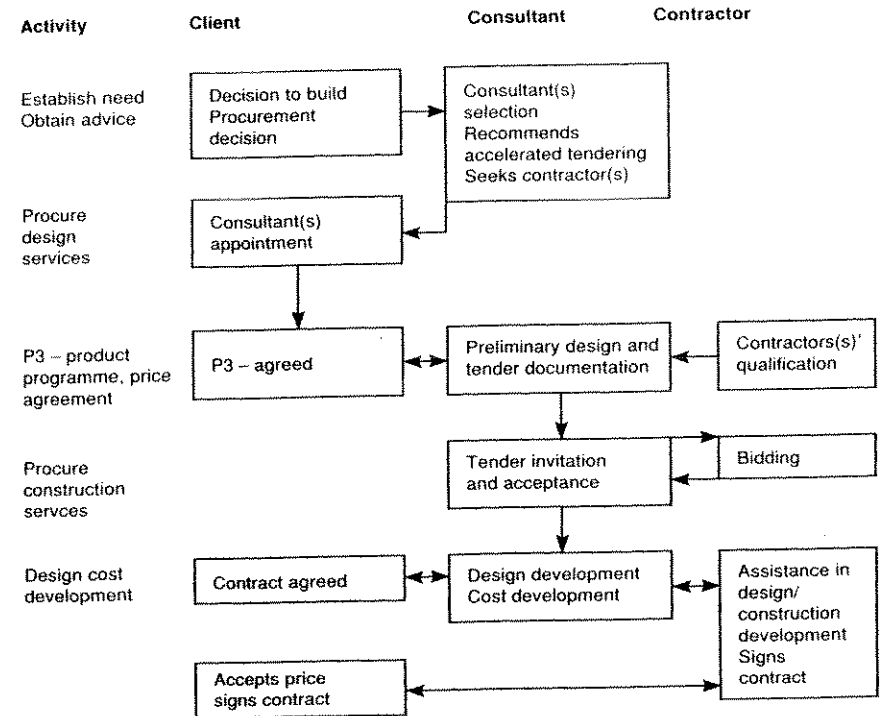 Activity
Client
Consultant
Contractor
Establish need
Obtain advice
Decision to build
Procurement
decision
Consultant(s)
selection
Recommends
accelerated tendering
Seeks contractor(s)
Procure
design
services
Consultant(s)
appointment
P3 – product
programme, price
agreement
P3 – agreed
Preliminary design and
tender documentation
Contractors(s)'
qualification
Procure
construction
servces
Tender invitation
and acceptance
Bidding
Design cost
development
Contract agreed
Design development
Cost development
Assistance in
design/
construction
development
Signs
contract
Accepts price
signs contract